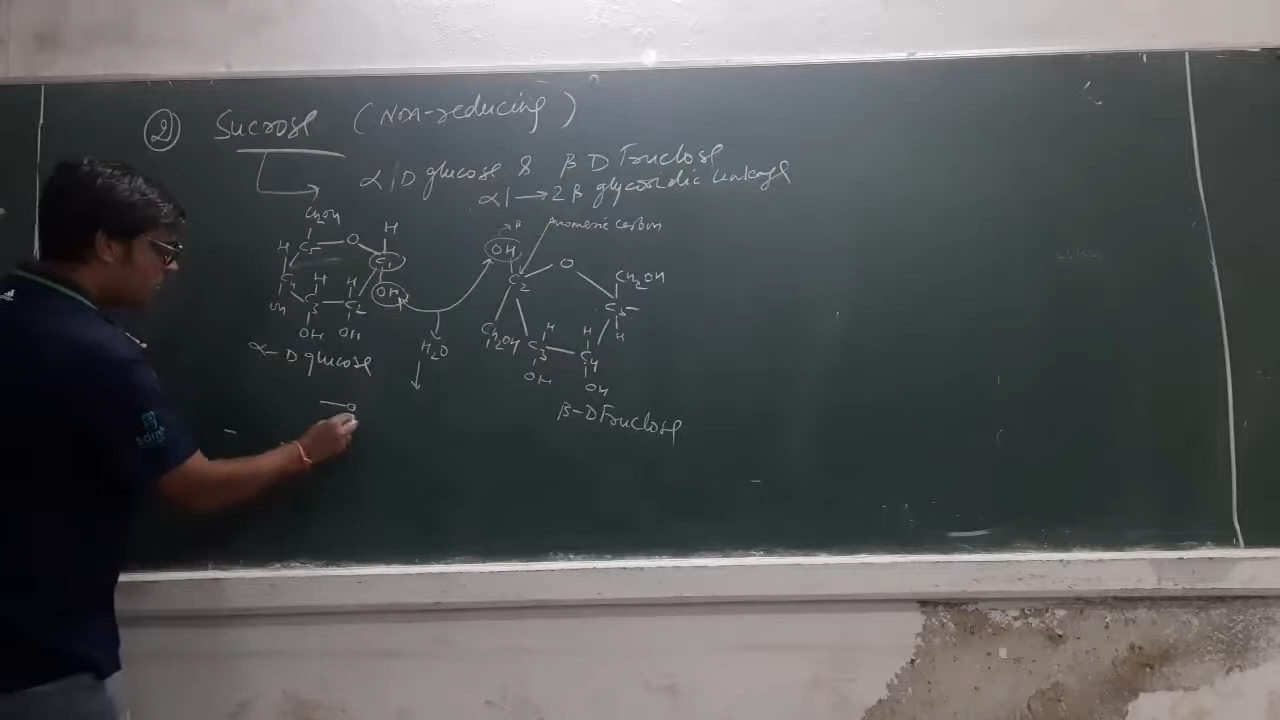 ② Sucrose (Non-reducing)
α/D glucose & β D Fructose
α1→2β glycosidic linkage
Anomeric carbon
CH2OH H OH H
H C5 O C1 OH C2 O CH2OH
C4 H H C5
OH C3 C2 CH2OH C3 H H C4 H
OH OH H2O OH OH
α-D glucose
β-D Fructose
O